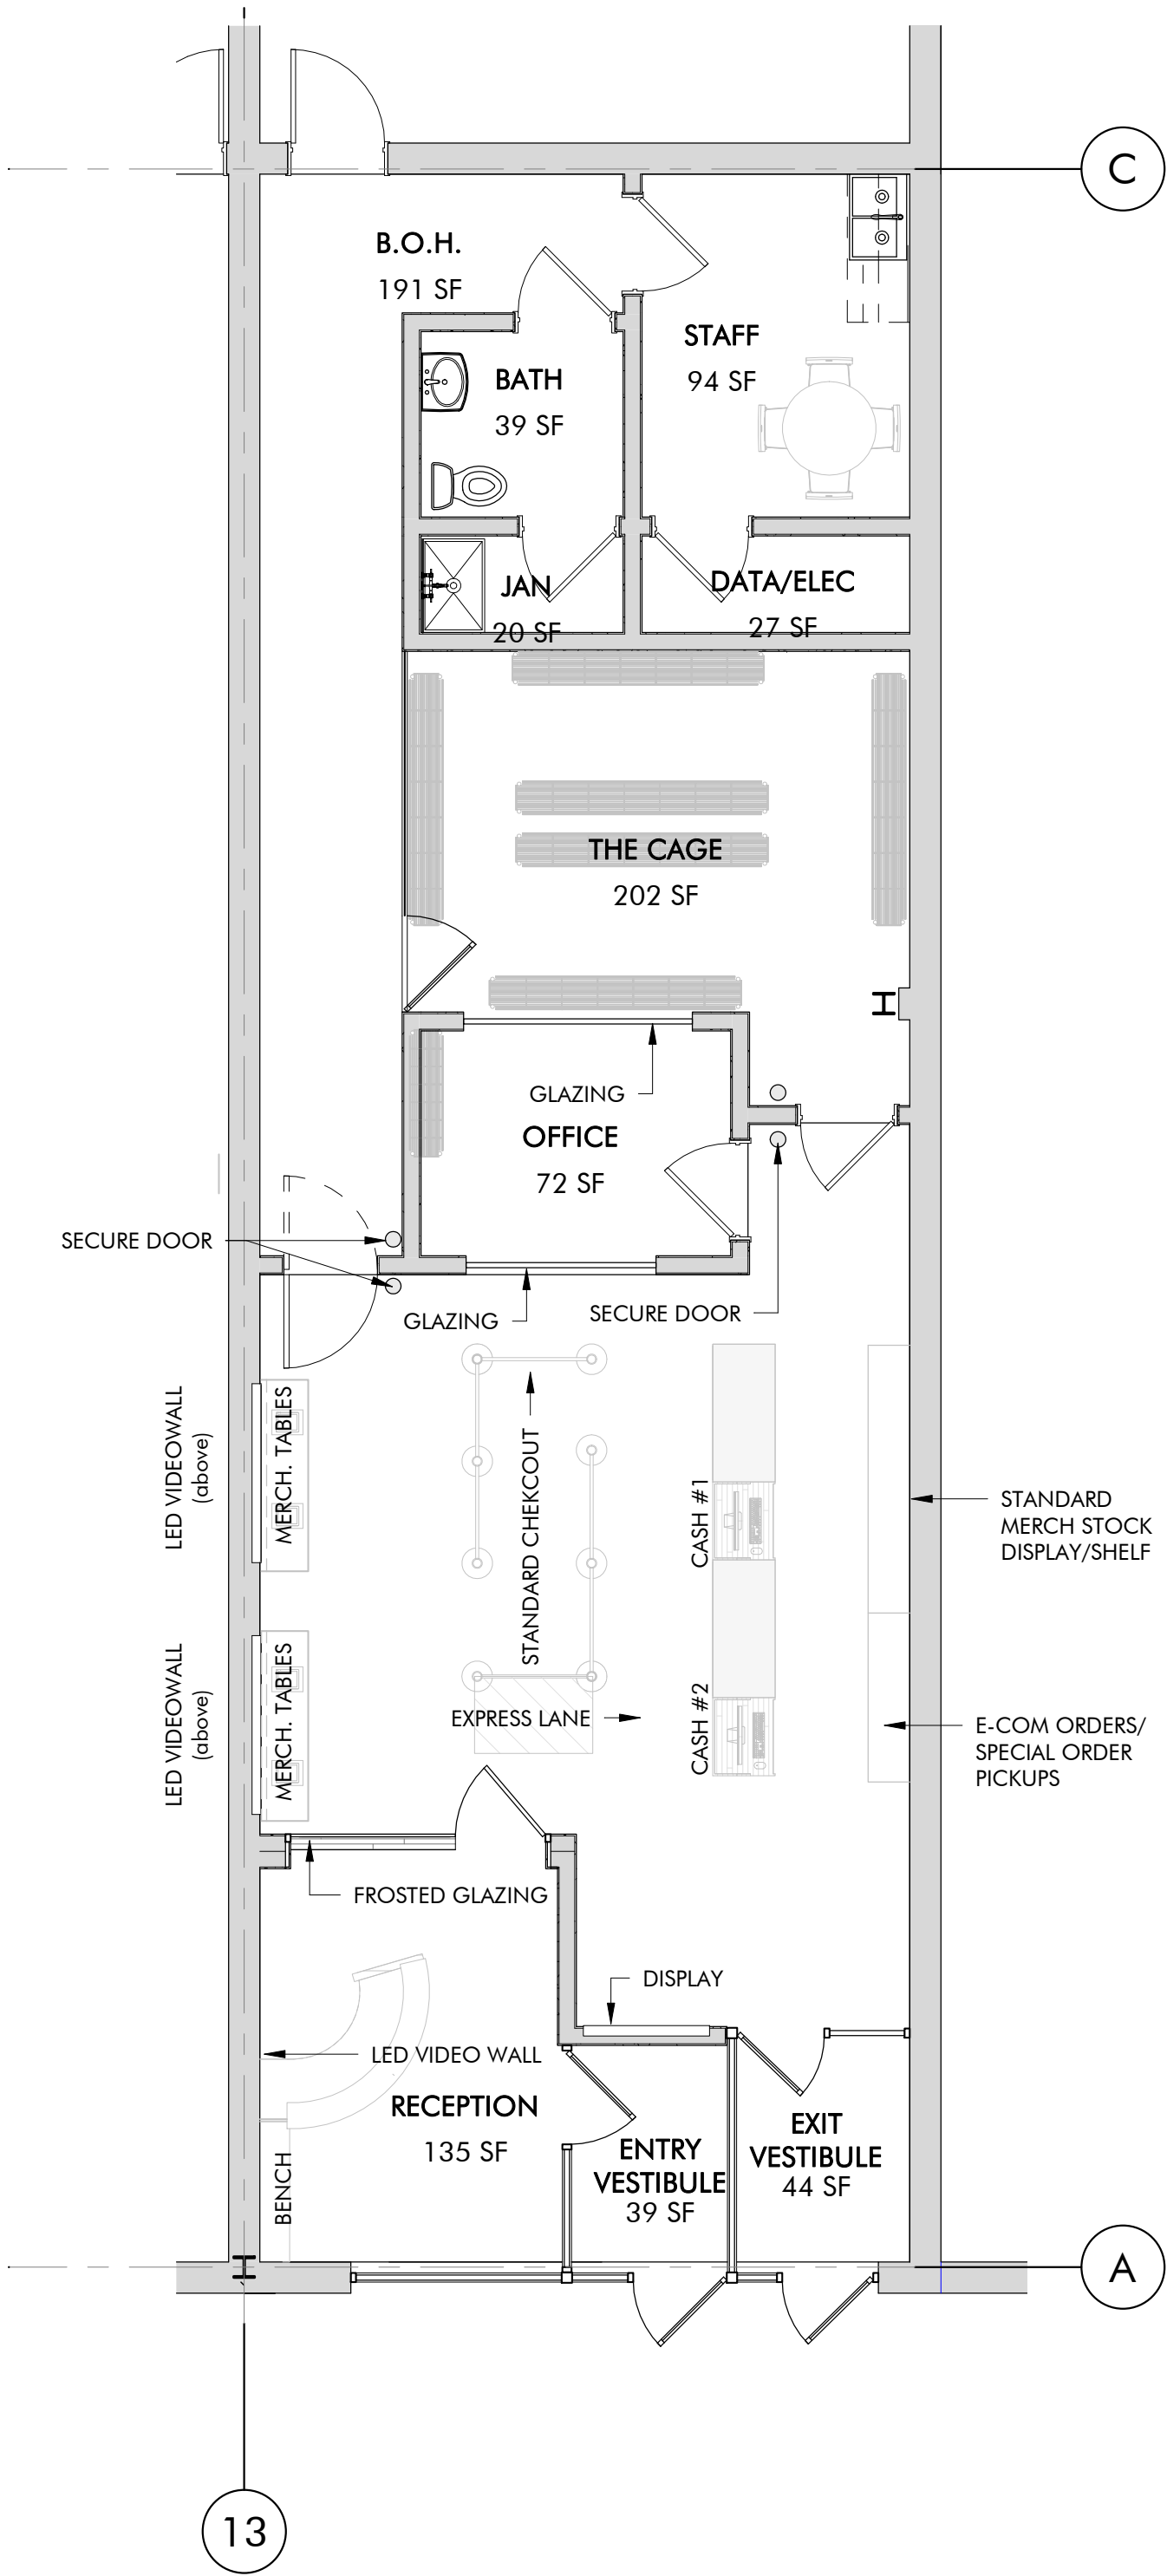 C
B.O.H.
191 SF
STAFF
94 SF
BATH
39 SF
JAN
20 SF
DATA/ELEC
27 SF
THE CAGE
202 SF
GLAZING
OFFICE
72 SF
SECURE DOOR
GLAZING
SECURE DOOR
LED VIDEOWALL
(above)
MERCH. TABLES
STANDARD CHEKCOUT
CASH #1
STANDARD
MERCH STOCK
DISPLAY/SHELF
LED VIDEOWALL
(above)
MERCH. TABLES
EXPRESS LANE
CASH #2
E-COM ORDERS/
SPECIAL ORDER
PICKUPS
FROSTED GLAZING
DISPLAY
LED VIDEO WALL
RECEPTION
135 SF
BENCH
ENTRY
VESTIBULE
39 SF
EXIT
VESTIBULE
44 SF
A
13